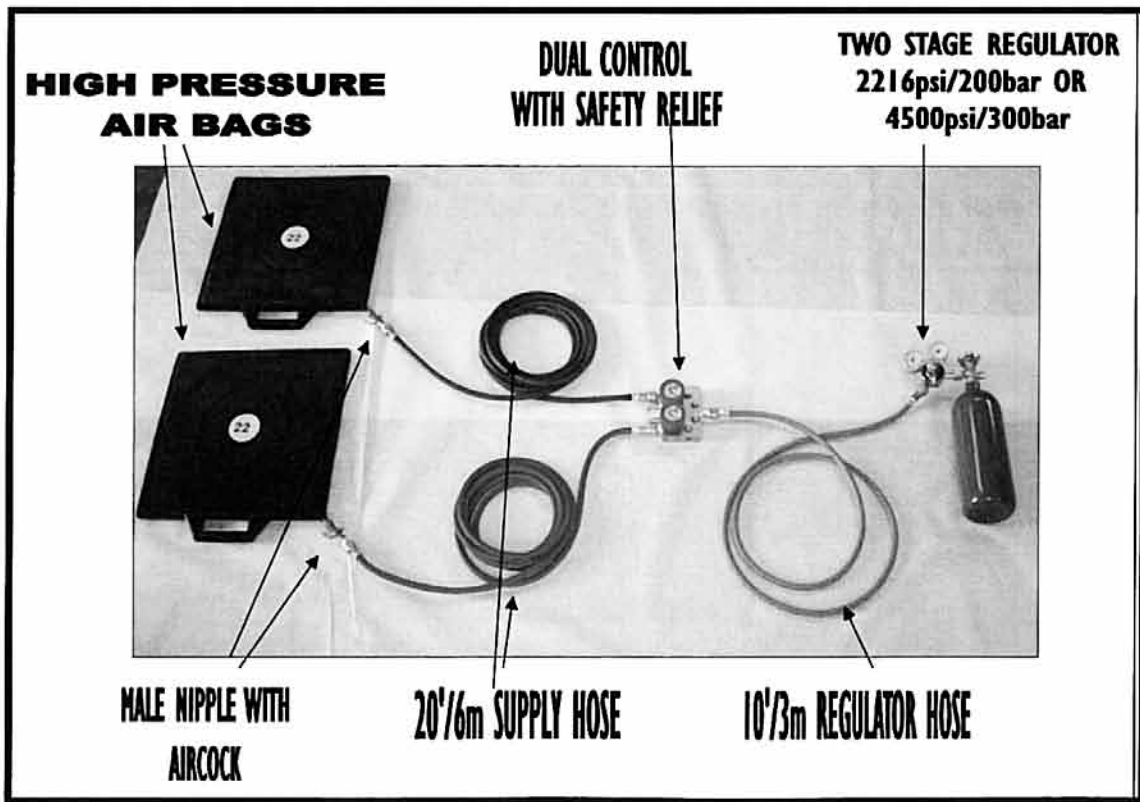 HIGH PRESSURE
AIR BAGS
DUAL CONTROL
WITH SAFETY RELIEF
TWO STAGE REGULATOR
2216psi/200bar OR
4500psi/300bar
22
22
MALE NIPPLE WITH
AIRCOCK
20'/6m SUPPLY HOSE
10'/3m REGULATOR HOSE